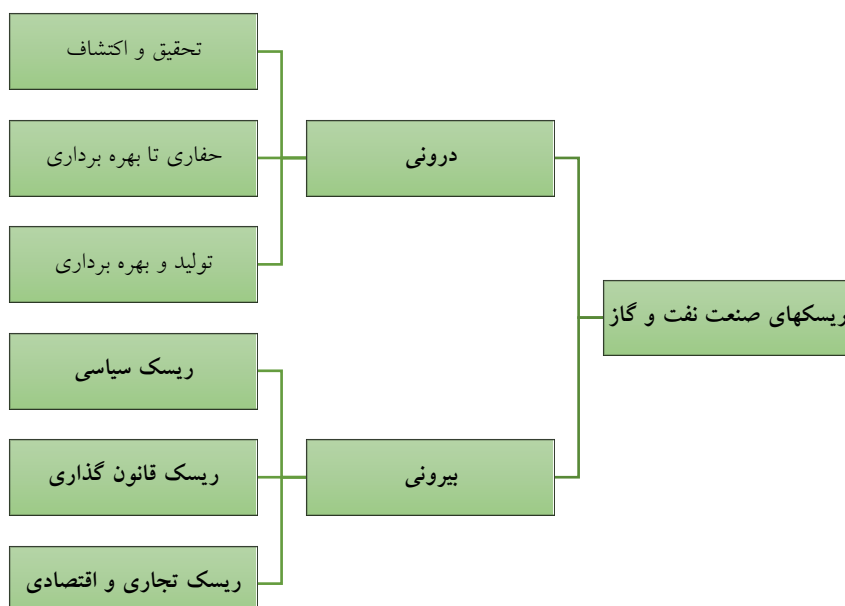 ریسکهای صنعت نفت و گاز
درونی
تحقیق و اکتشاف
حفاری تا بهره برداری
تولید و بهره برداری
بیرونی
ریسک سیاسی
ریسک قانون گذاری
ریسک تجاری و اقتصادی